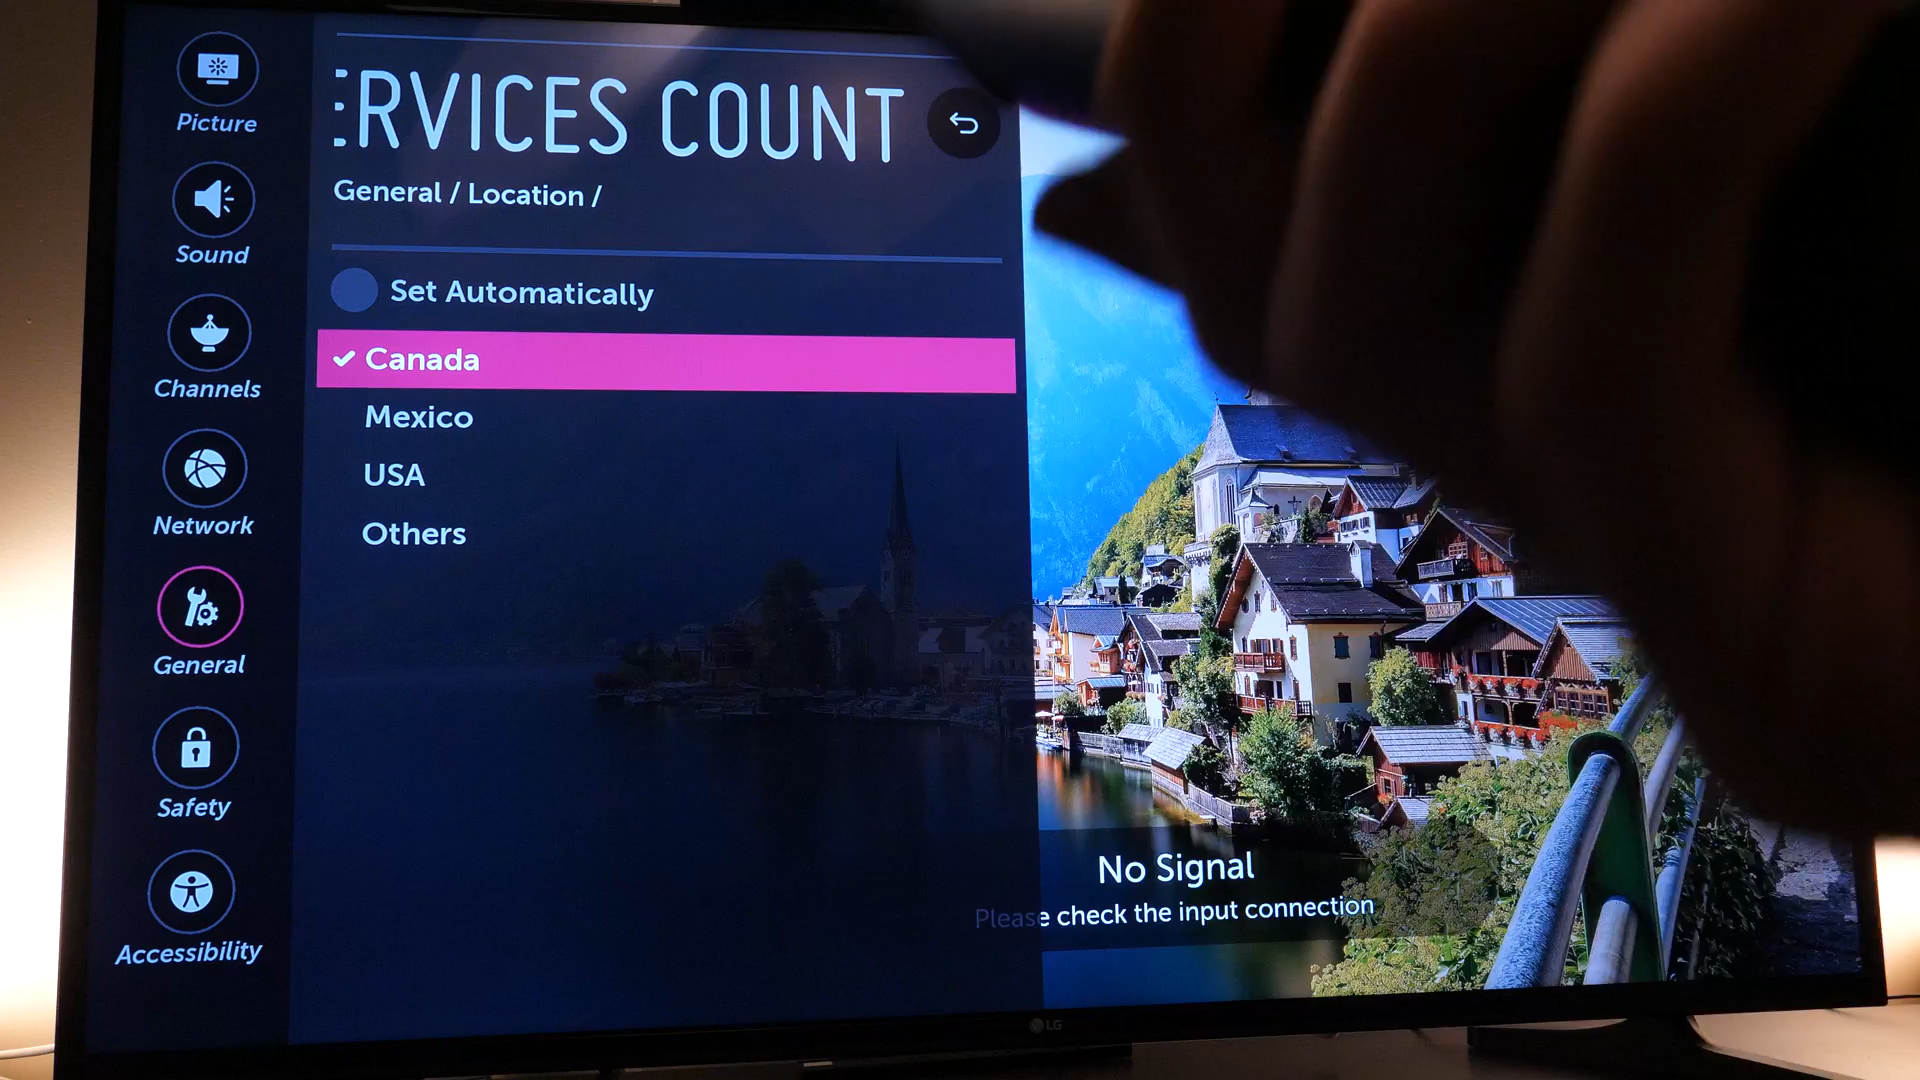 Picture
Sound
Channels
Network
General
Safety
Accessibility
ERVICES COUNT
General / Location /
Set Automatically
Canada
Mexico
USA
Others
No Signal
Please check the input connection
LG